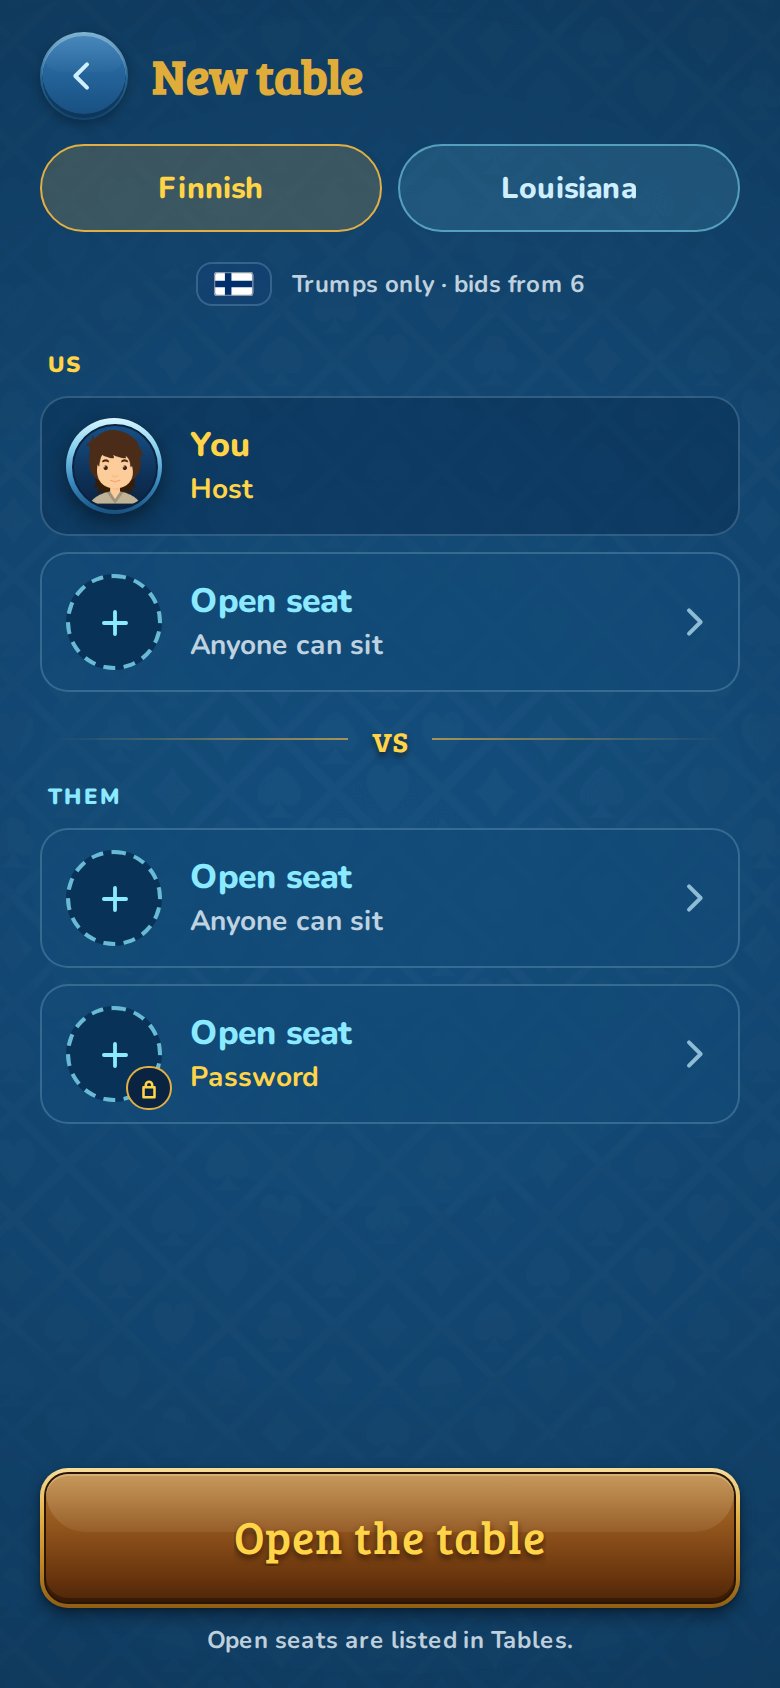 New table
Finnish
Louisiana
Trumps only · bids from 6
US
You
Host
Open seat
Anyone can sit
vs
THEM
Open seat
Anyone can sit
Open seat
Password
Open the table
Open seats are listed in Tables.